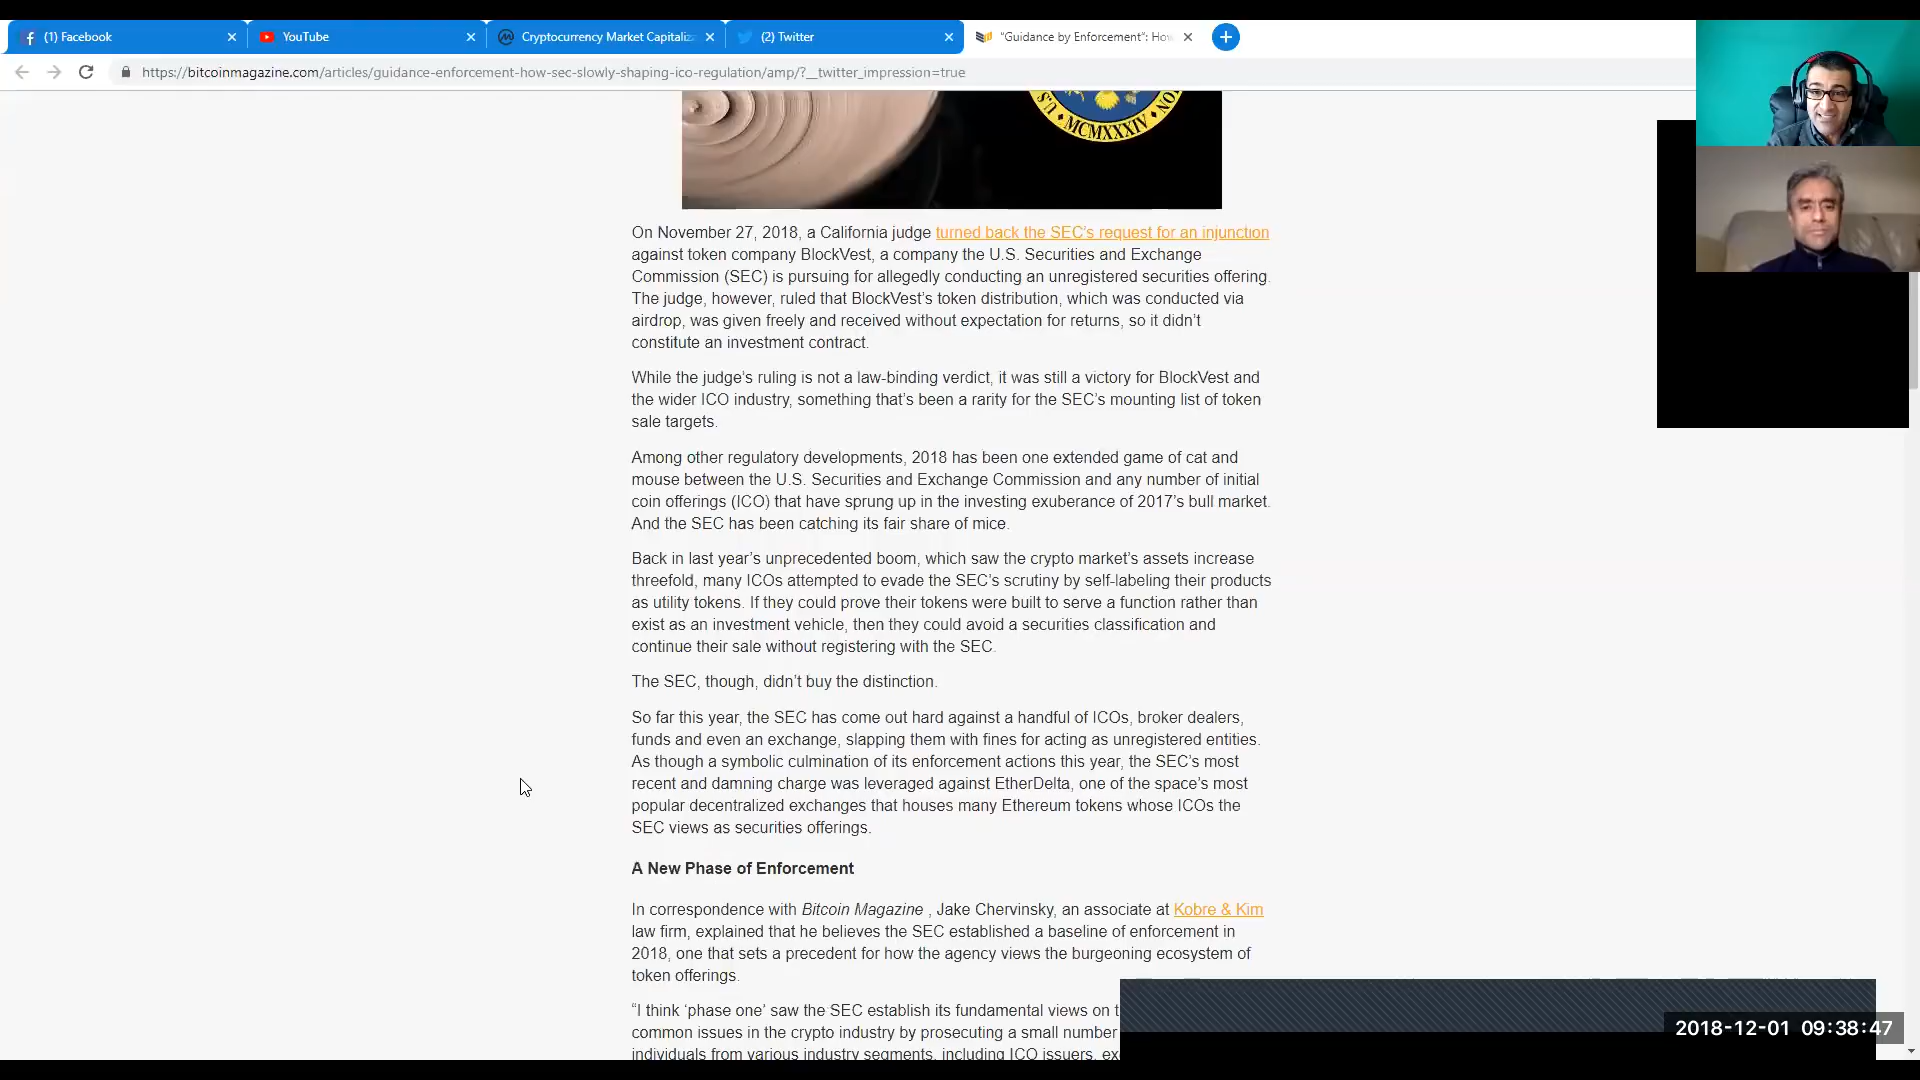 (1) Facebook
YouTube
Cryptocurrency Market Capitaliza
(2) Twitter
"Guidance by Enforcement": How
https://bitcoinmagazine.com/articles/guidance-enforcement-how-sec-slowly-shaping-ico-regulation/amp/?__twitter_impression=true
U.S. MCMXXXIV ION
On November 27, 2018, a California judge turned back the SEC's request for an injunction
against token company BlockVest, a company the U.S. Securities and Exchange
Commission (SEC) is pursuing for allegedly conducting an unregistered securities offering.
The judge, however, ruled that BlockVest's token distribution, which was conducted via
airdrop, was given freely and received without expectation for returns, so it didn't
constitute an investment contract.
While the judge's ruling is not a law-binding verdict, it was still a victory for BlockVest and
the wider ICO industry, something that's been a rarity for the SEC's mounting list of token
sale targets.
Among other regulatory developments, 2018 has been one extended game of cat and
mouse between the U.S. Securities and Exchange Commission and any number of initial
coin offerings (ICO) that have sprung up in the investing exuberance of 2017's bull market.
And the SEC has been catching its fair share of mice.
Back in last year's unprecedented boom, which saw the crypto market's assets increase
threefold, many ICOs attempted to evade the SEC's scrutiny by self-labeling their products
as utility tokens. If they could prove their tokens were built to serve a function rather than
exist as an investment vehicle, then they could avoid a securities classification and
continue their sale without registering with the SEC.
The SEC, though, didn't buy the distinction.
So far this year, the SEC has come out hard against a handful of ICOs, broker dealers,
funds and even an exchange, slapping them with fines for acting as unregistered entities.
As though a symbolic culmination of its enforcement actions this year, the SEC's most
recent and damning charge was leveraged against EtherDelta, one of the space's most
popular decentralized exchanges that houses many Ethereum tokens whose ICOs the
SEC views as securities offerings.
A New Phase of Enforcement
In correspondence with Bitcoin Magazine , Jake Chervinsky, an associate at Kobre & Kim
law firm, explained that he believes the SEC established a baseline of enforcement in
2018, one that sets a precedent for how the agency views the burgeoning ecosystem of
token offerings.
"I think 'phase one' saw the SEC establish its fundamental views on t
common issues in the crypto industry by prosecuting a small number
individuals from various industry segments, including ICO issuers, ex
2018-12-01 09:38:47